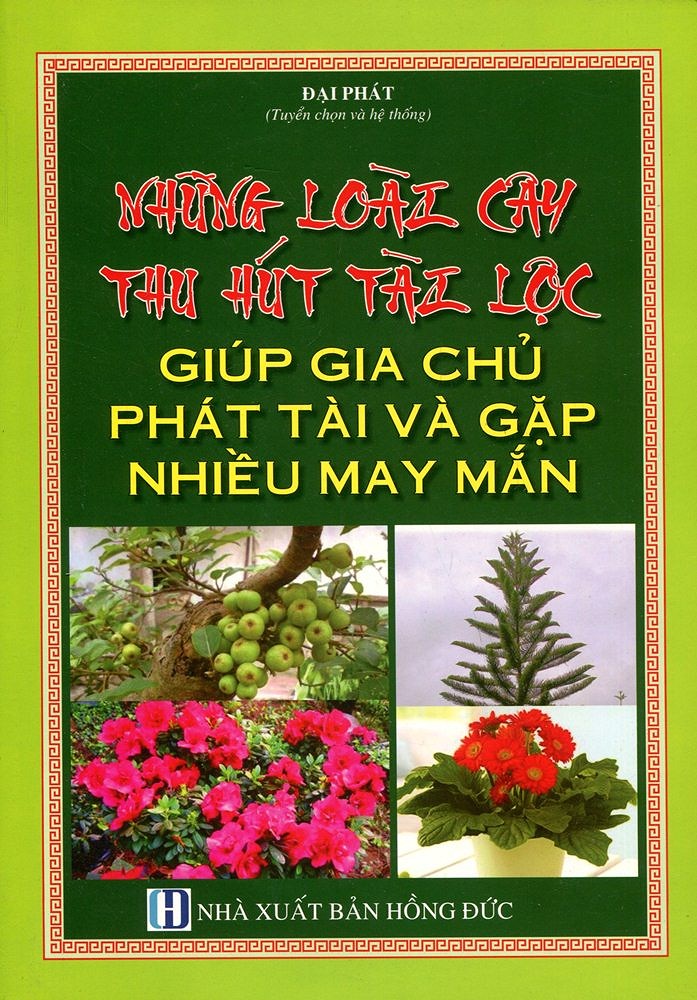 ĐẠI PHÁT
(Tuyển chọn và hệ thống)
NHỮNG LOÀI CÂY
THU HÚT TÀI LỘC
GIÚP GIA CHỦ
PHÁT TÀI VÀ GẶP
NHIỀU MAY MẮN
NHÀ XUẤT BẢN HỒNG ĐỨC